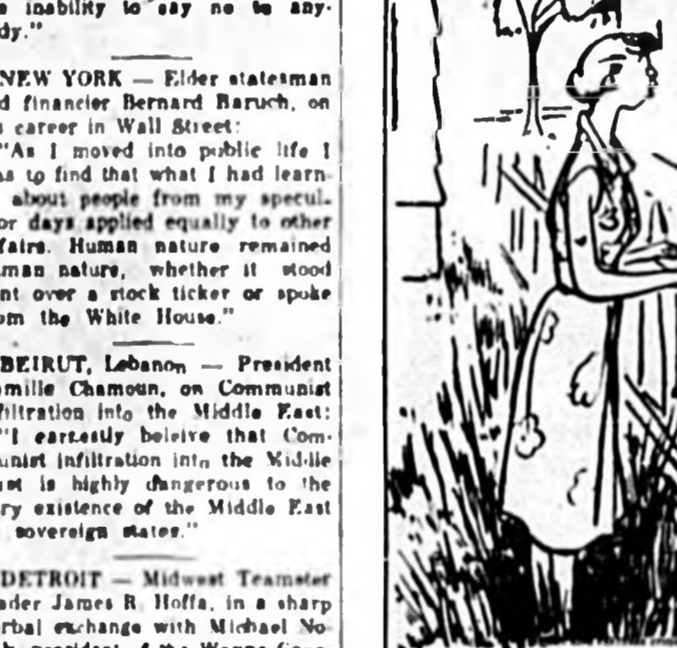 inability to say no to any-
dy."
NEW YORK — Elder statesman
d financier Bernard Baruch, on
s career in Wall Street:
"As I moved into public life I
as to find that what I had learn-
about people from my specul-
or days applied equally to other
fairs. Human nature remained
man nature, whether it stood
nt over a stock ticker or spoke
om the White House."
BEIRUT, Lebanon — President
amille Chamoun, on Communist
filtration into the Middle East:
"I earnestly beleive that Com-
unist infiltration into the Middle
ast is highly dangerous to the
ry existence of the Middle East
sovereign states."
DETROIT — Midwest Teamster
ader James R. Hoffa, in a sharp
rbal exchange with Michael No-
president of the Wayne